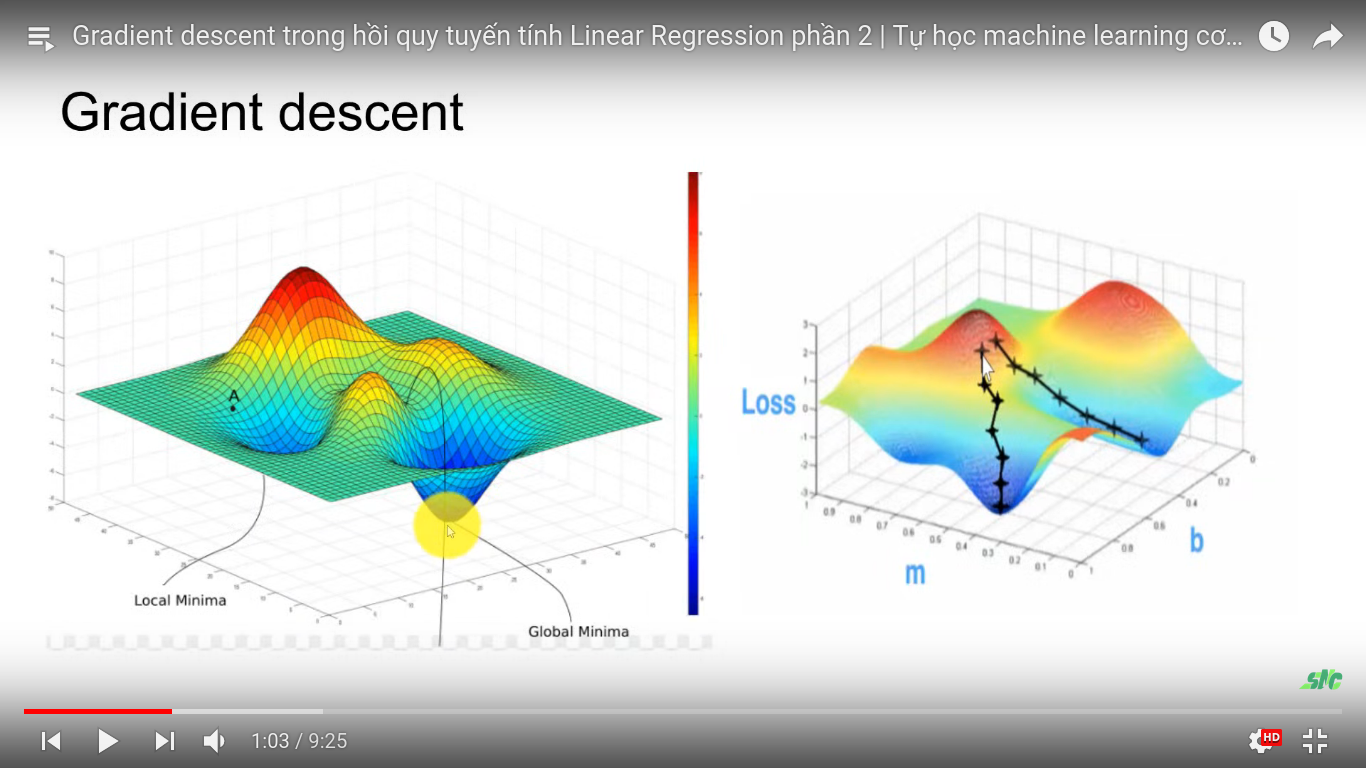 Gradient descent trong hồi quy tuyến tính Linear Regression phần 2 | Tự học machine learning cơ...
Gradient descent
A
Local Minima
Global Minima
Loss
3
2
1
0
-1
-2
-3
1
0.9
0.8
0.7
0.6
0.5
0.4
0.3
0.2
0.1
0
m
0
0.2
0.4
0.6
0.8
1
b
SNC
1:03 / 9:25
HD